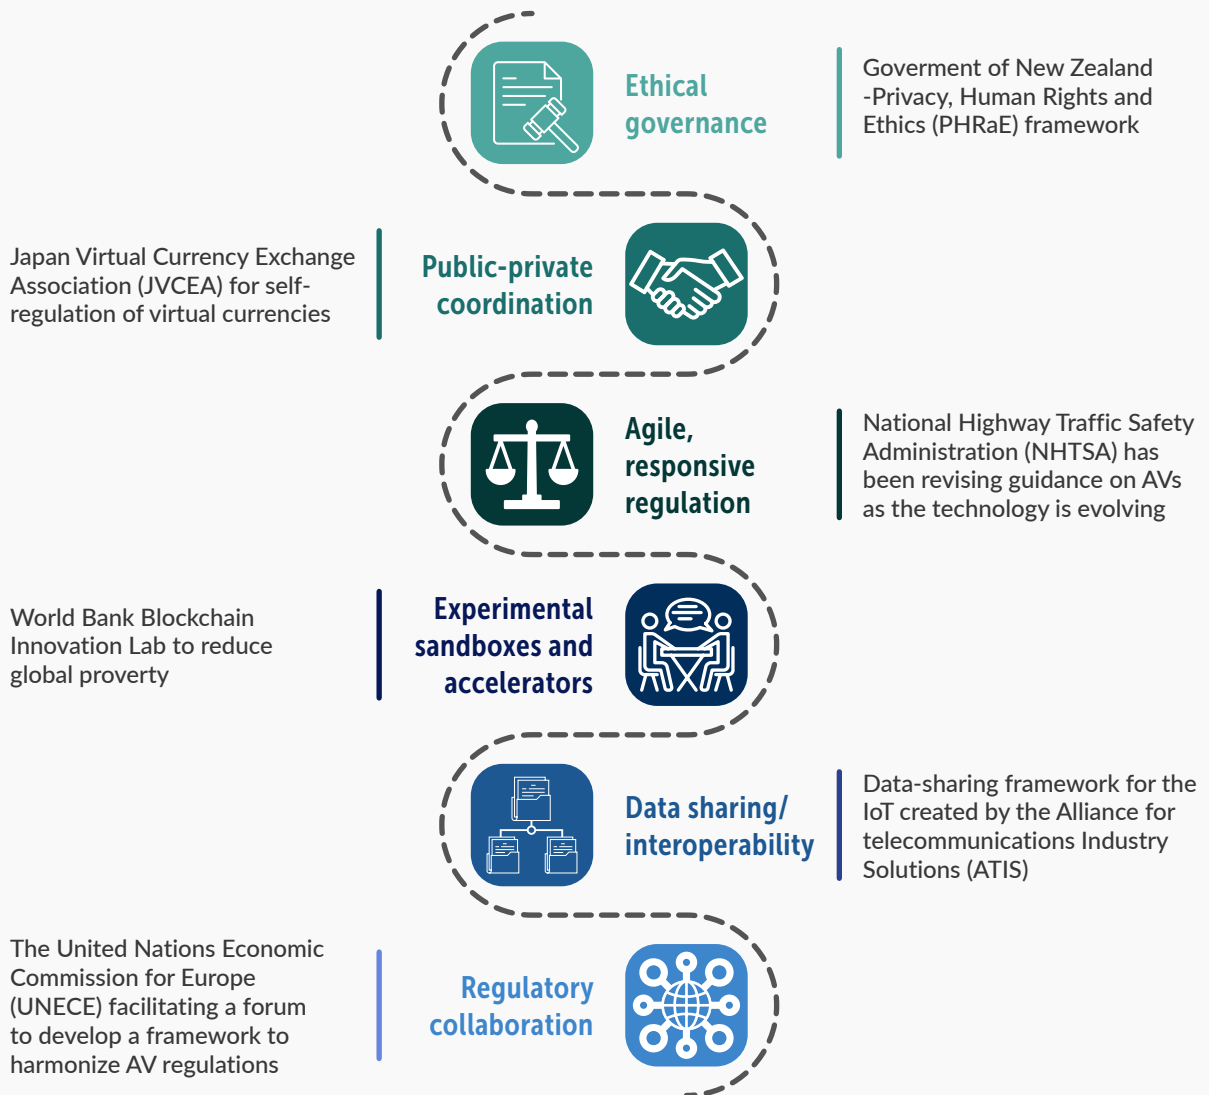 Ethical
governance
Goverment of New Zealand
-Privacy, Human Rights and
Ethics (PHRaE) framework
Japan Virtual Currency Exchange
Association (JVCEA) for self-
regulation of virtual currencies
Public-private
coordination
Agile,
responsive
regulation
National Highway Traffic Safety
Administration (NHTSA) has
been revising guidance on AVs
as the technology is evolving
World Bank Blockchain
Innovation Lab to reduce
global proverty
Experimental
sandboxes and
accelerators
Data sharing/
interoperability
Data-sharing framework for the
IoT created by the Alliance for
telecommunications Industry
Solutions (ATIS)
The United Nations Economic
Commission for Europe
(UNECE) facilitating a forum
to develop a framework to
harmonize AV regulations
Regulatory
collaboration